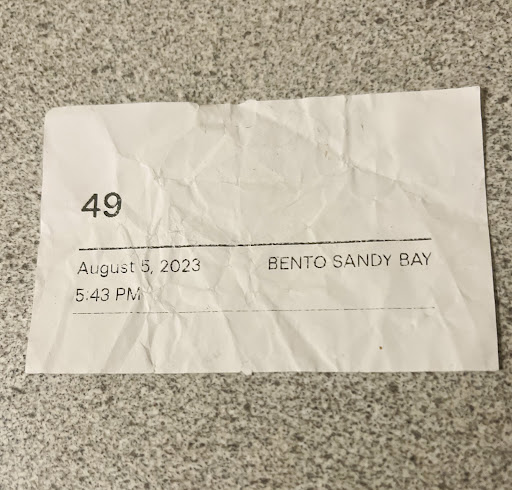 49
August 5, 2023 BENTO SANDY BAY
5:43 PM